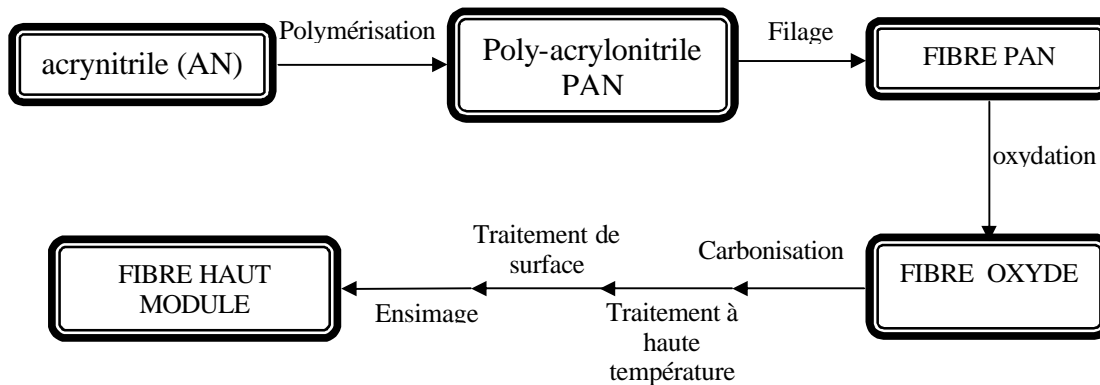 acrynitrile (AN)
Polymérisation
Poly-acrylonitrile
PAN
Filage
FIBRE PAN
oxydation
FIBRE OXYDE
Carbonisation
Traitement à
haute
température
Traitement de
surface
Ensimage
FIBRE HAUT
MODULE